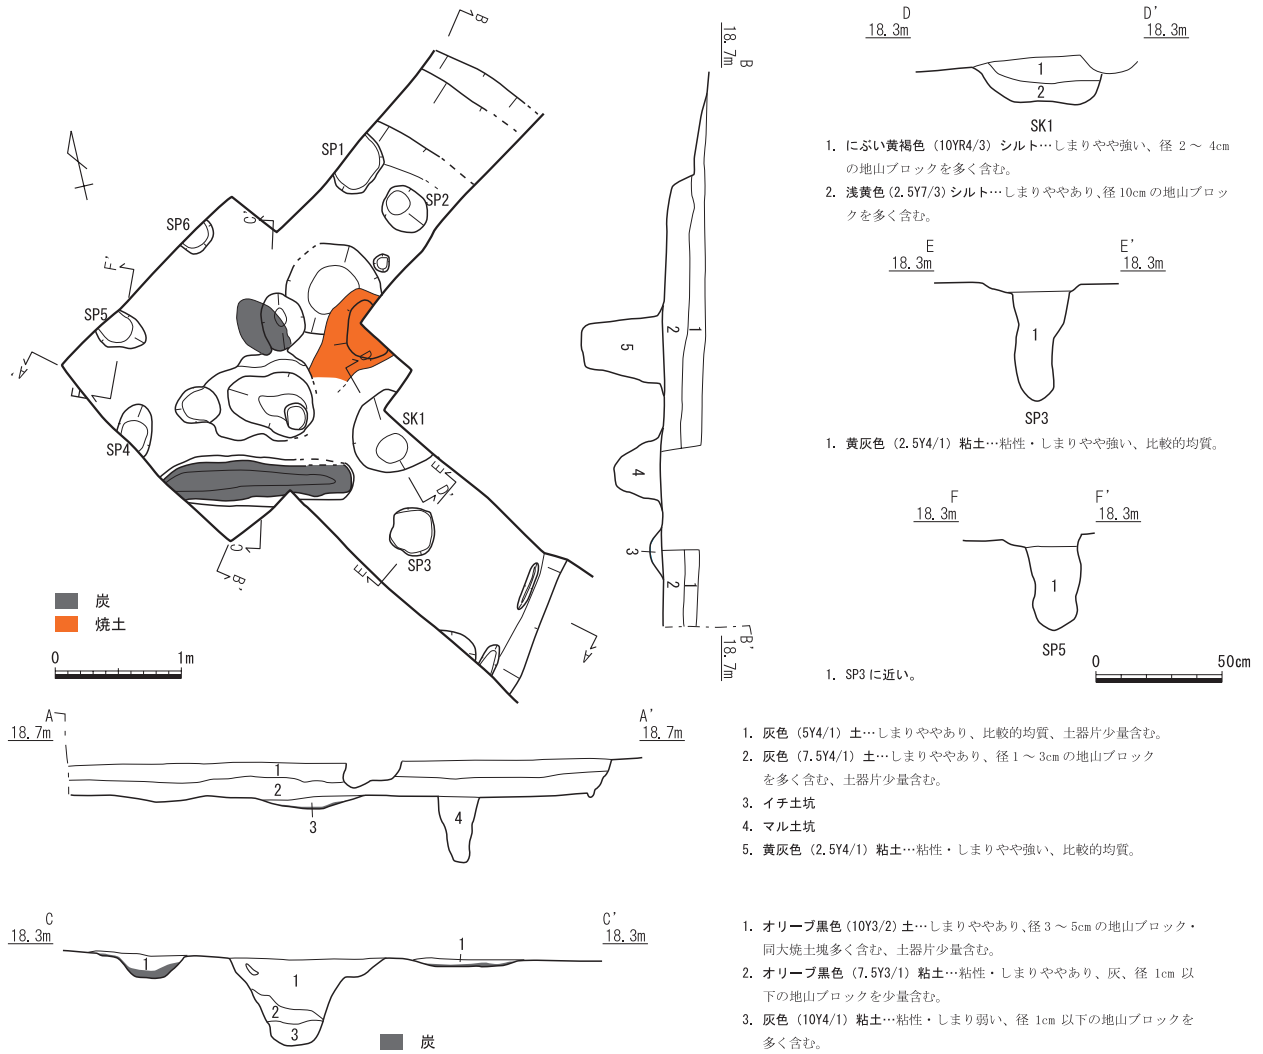 B
SP1
SP2
SP6
C'
F'
SP5
A'
F
SP4
SK1
D
E'
D'
SP3
E
C
B'
A
炭
焼土
0 1m
B
18.7m
5
2
1
4
3
2
1
B'
18.7m
D D'
18.3m 18.3m
1
2
SK1
1. にぶい黄褐色 (10YR4/3) シルト…しまりやや強い、径 2～4cm
の地山ブロックを多く含む。
2. 浅黄色(2.5Y7/3)シルト…しまりややあり、径10cmの地山ブロッ
クを多く含む。
E E'
18.3m 18.3m
1
SP3
1. 黄灰色 (2.5Y4/1) 粘土…粘性・しまりやや強い、比較的均質。
F F'
18.3m 18.3m
1
SP5
1. SP3に近い。
0 50cm
A A'
18.7m 18.7m
1
2
3
4
1. 灰色 (5Y4/1) 土…しまりややあり、比較的均質、土器片少量含む。
2. 灰色 (7.5Y4/1) 土…しまりややあり、径1～3cmの地山ブロック
を多く含む、土器片少量含む。
3. イチ土坑
4. マル土坑
5. 黄灰色 (2.5Y4/1) 粘土…粘性・しまりやや強い、比較的均質。
C C'
18.3m 18.3m
1
1
1
2
3
炭
1. オリーブ黒色 (10Y3/2) 土…しまりややあり、径3～5cmの地山ブロック・
同大焼土塊多く含む、土器片少量含む。
2. オリーブ黒色 (7.5Y3/1) 粘土…粘性・しまりややあり、灰、径 1cm 以
下の地山ブロックを少量含む。
3. 灰色 (10Y4/1) 粘土…粘性・しまり弱い、径 1cm 以下の地山ブロックを
多く含む。